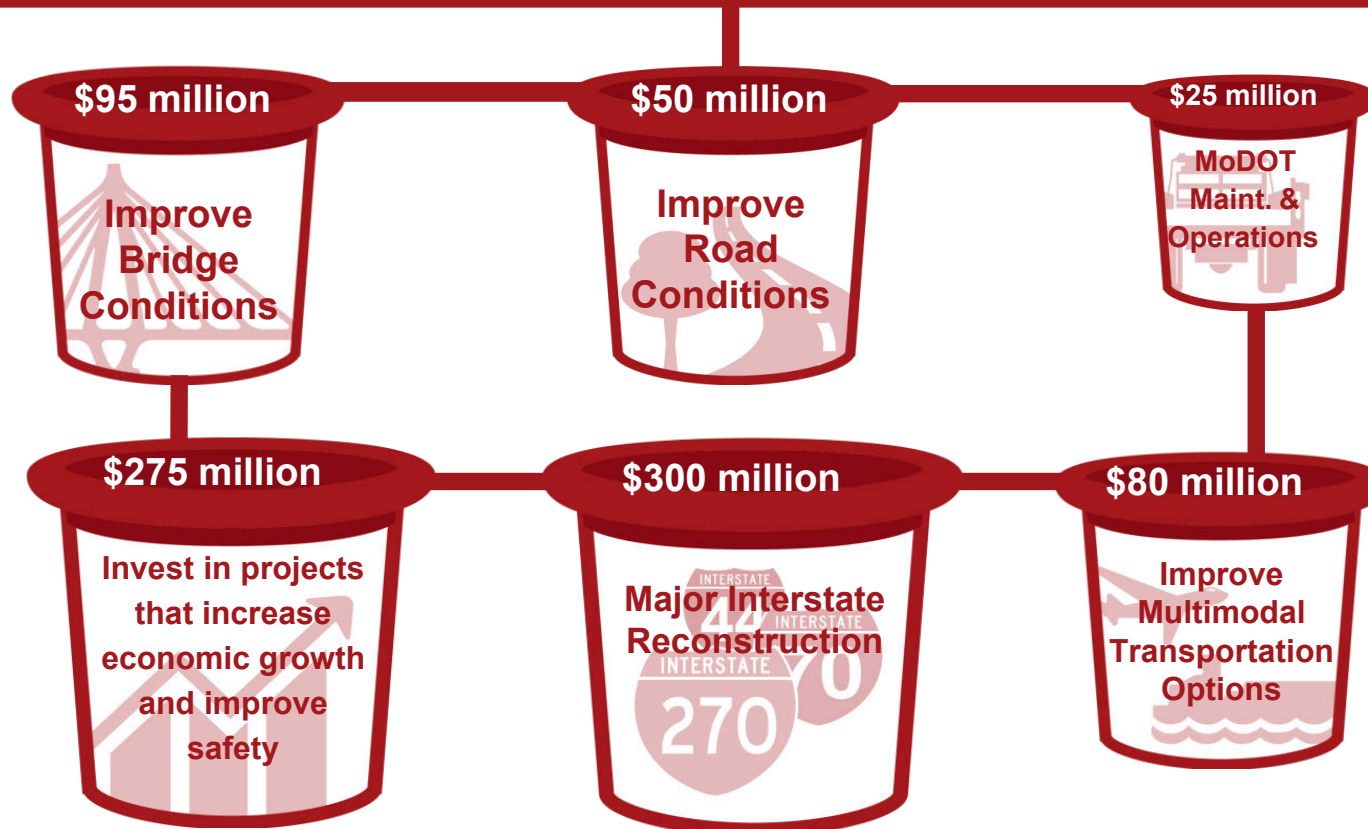 $95 million
Improve
Bridge
Conditions
$50 million
Improve
Road
Conditions
$25 million
MoDOT
Maint. &
Operations
$275 million
Invest in projects
that increase
economic growth
and improve
safety
$300 million
Major Interstate
Reconstruction
INTERSTATE
44
INTERSTATE
70
INTERSTATE
270
$80 million
Improve
Multimodal
Transportation
Options